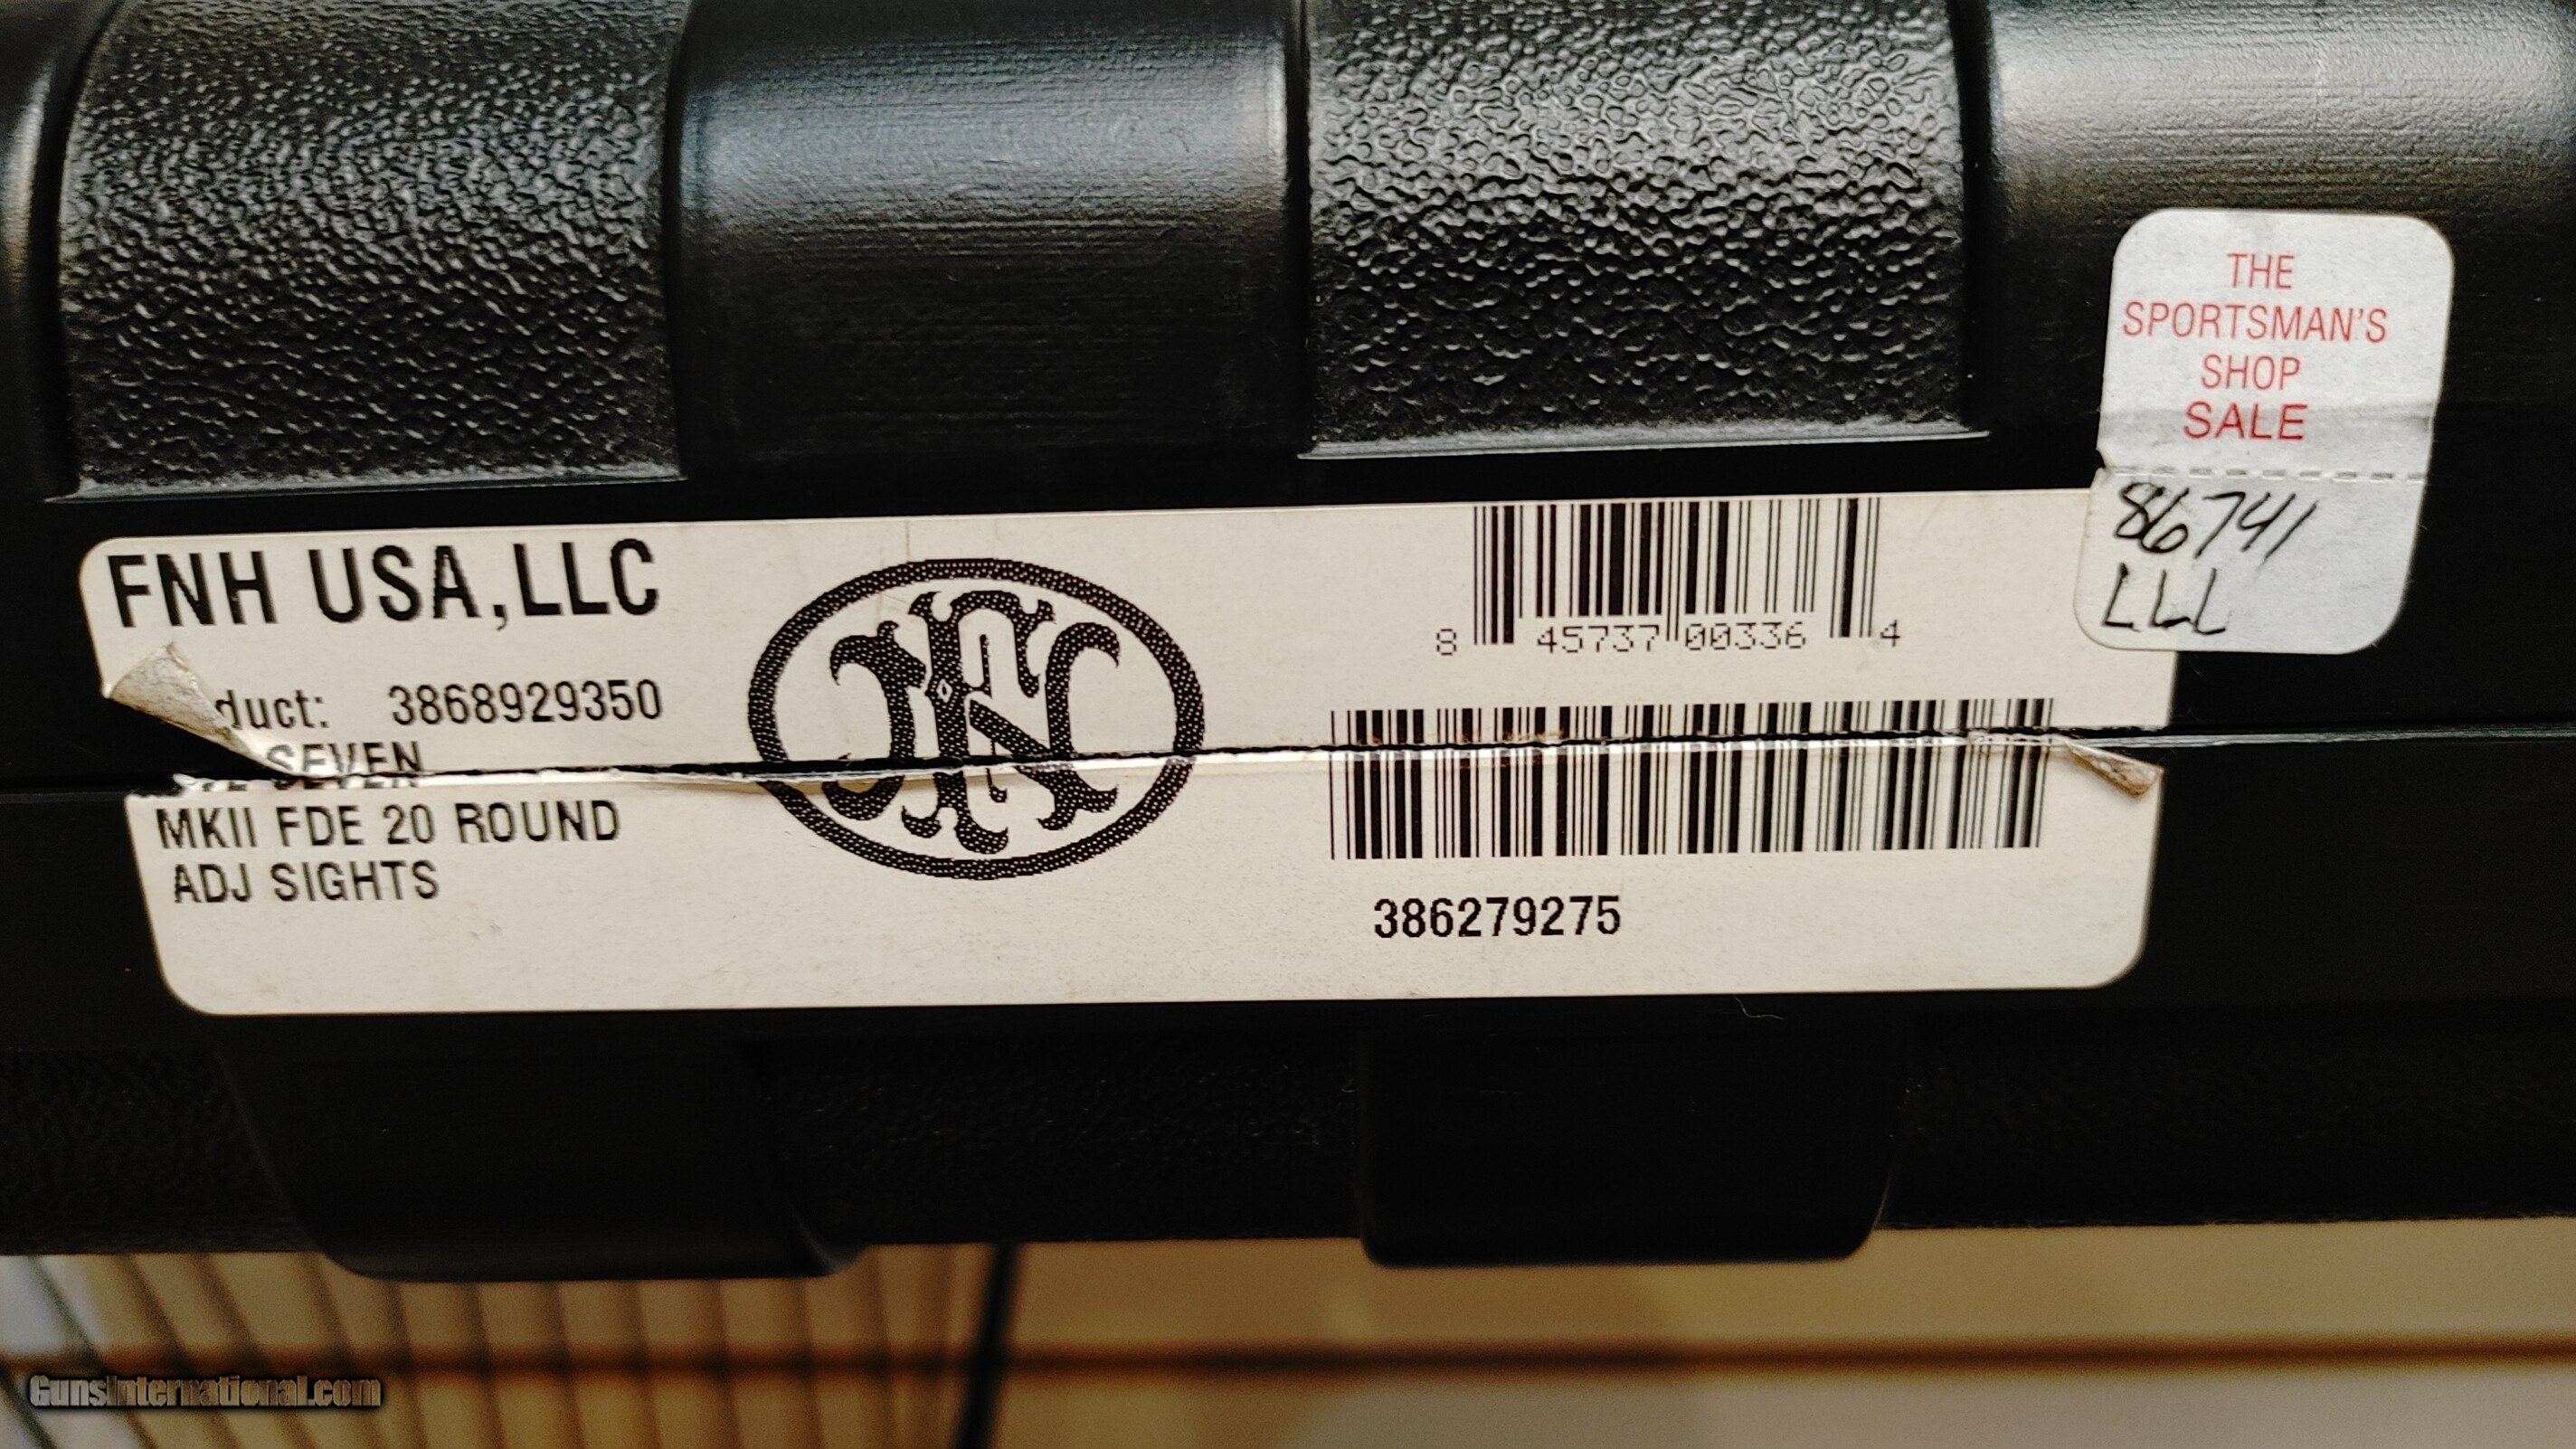 THE
SPORTSMAN'S
SHOP
SALE
86741
LLL
FNH USA,LLC
duct: 3868929350
SEVEN
MKII FDE 20 ROUND
ADJ SIGHTS
FN
8 45737 00336 4
386279275
GunsInternational.com